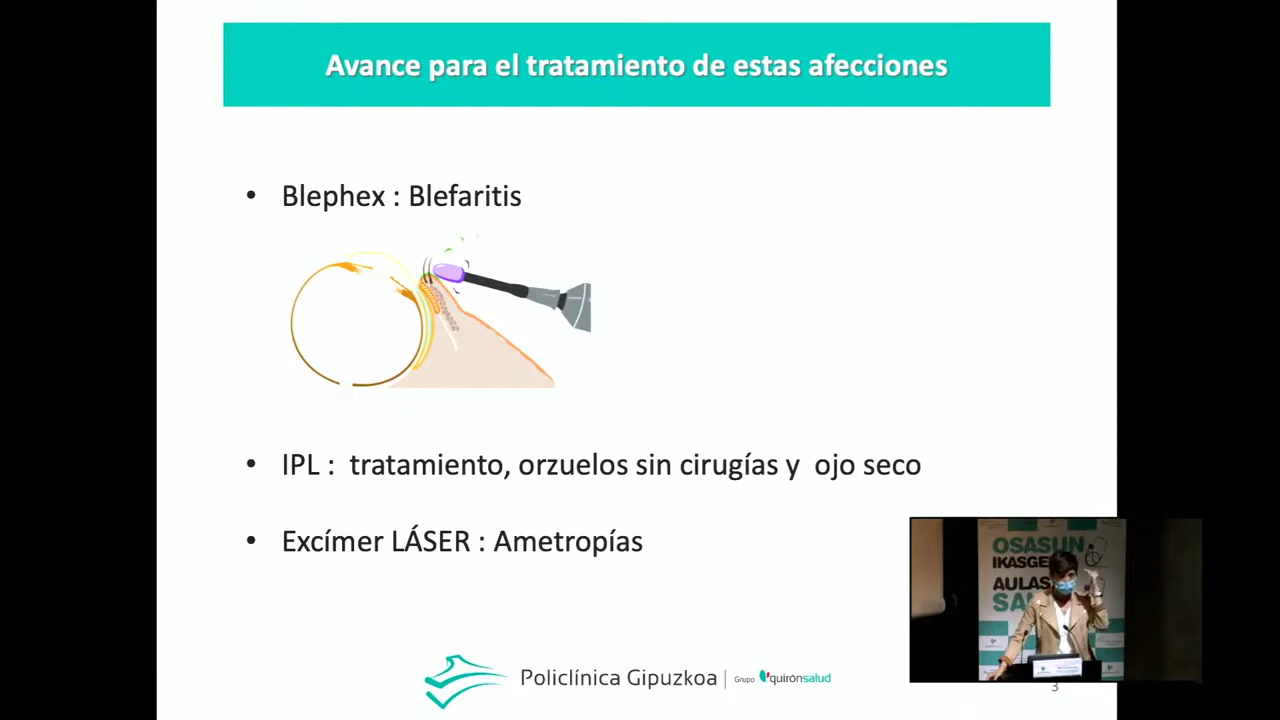 Avance para el tratamiento de estas afecciones
• Blephex : Blefaritis
• IPL : tratamiento, orzuelos sin cirugías y ojo seco
• Excímer LÁSER : Ametropías
Policlínica Gipuzkoa
Grupo quirónsalud
3
OSASUN
IKASGE
AULAS
SA